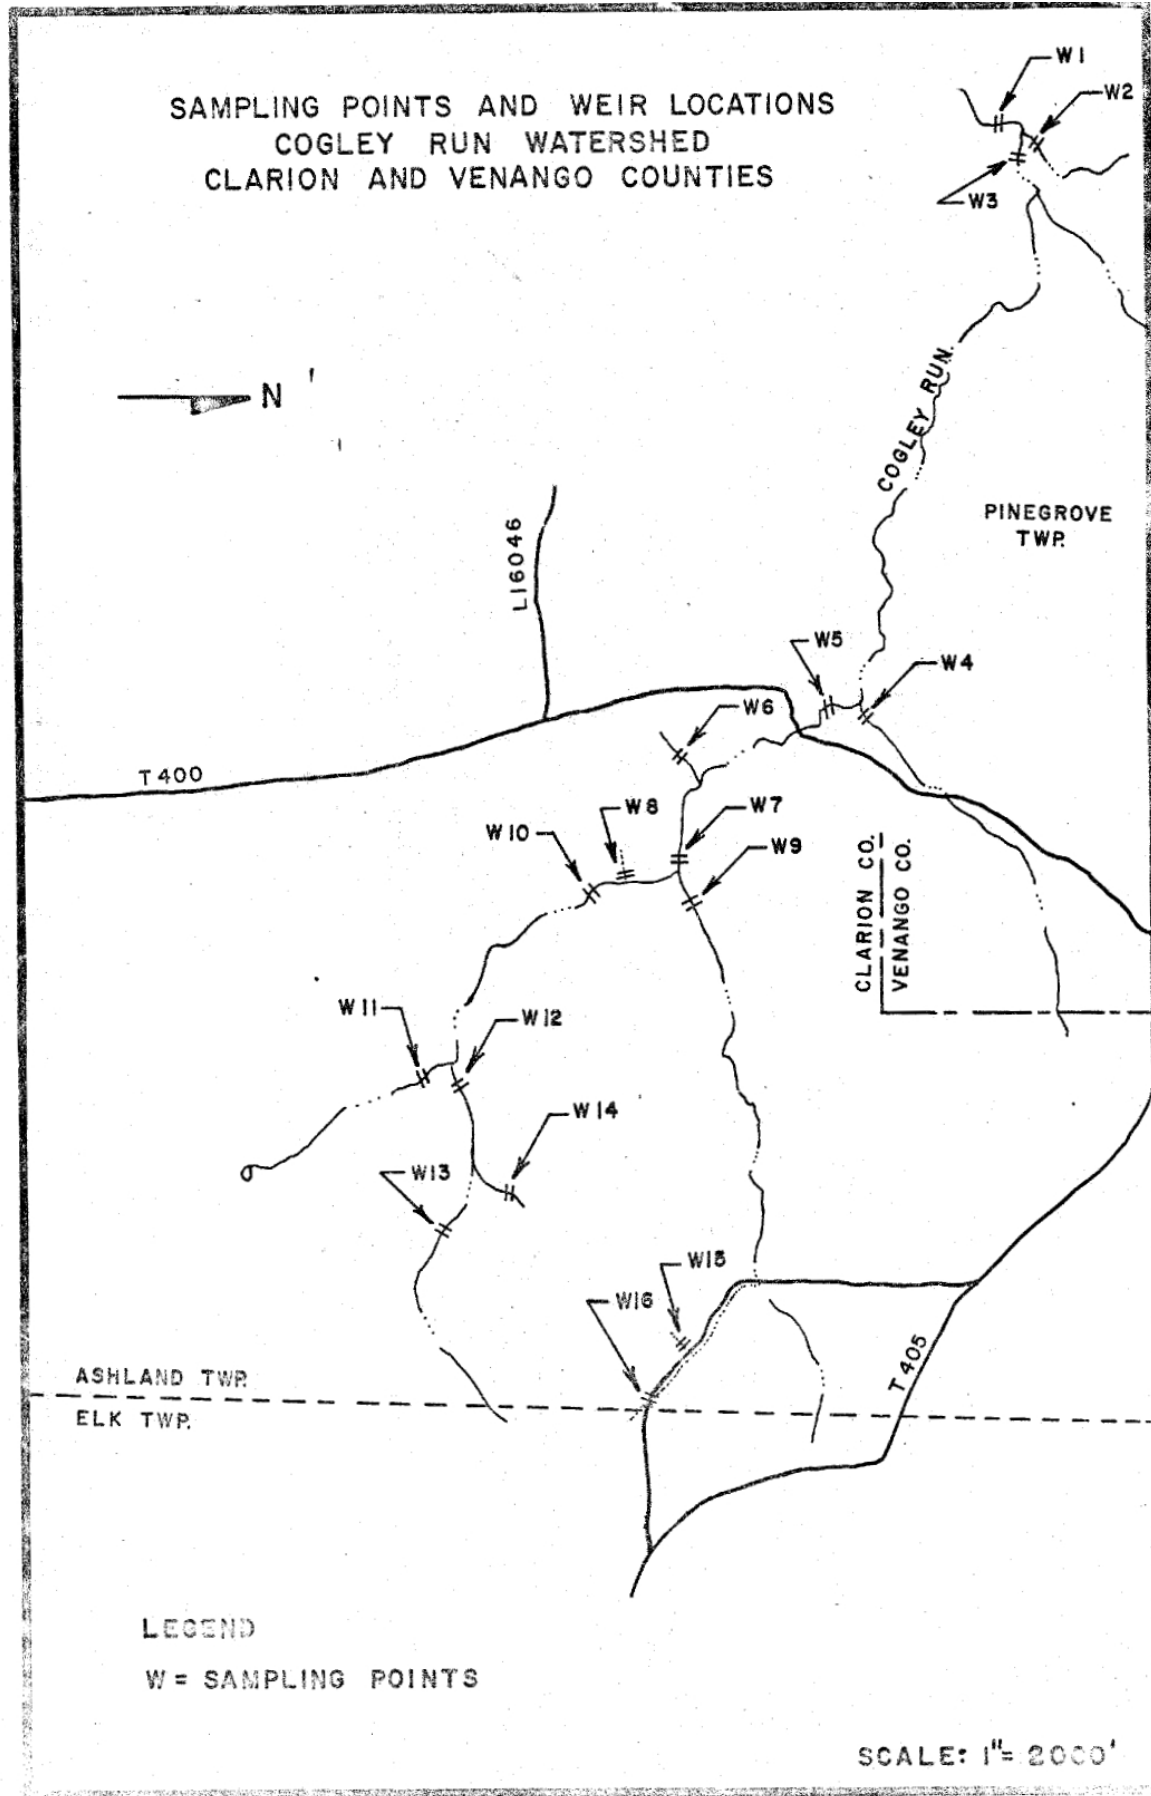 SAMPLING POINTS AND WEIR LOCATIONS
COGLEY RUN WATERSHED
CLARION AND VENANGO COUNTIES
W1
W2
W3
N
COGLEY RUN.
PINEGROVE
TWP.
L16046
W5
W4
W6
T400
W8
W7
W10
W9
CLARION CO.
VENANGO CO.
W11
W12
W14
W13
W15
W16
T405
ASHLAND TWP.
ELK TWP.
LEGEND
W = SAMPLING POINTS
SCALE: 1"= 2000'